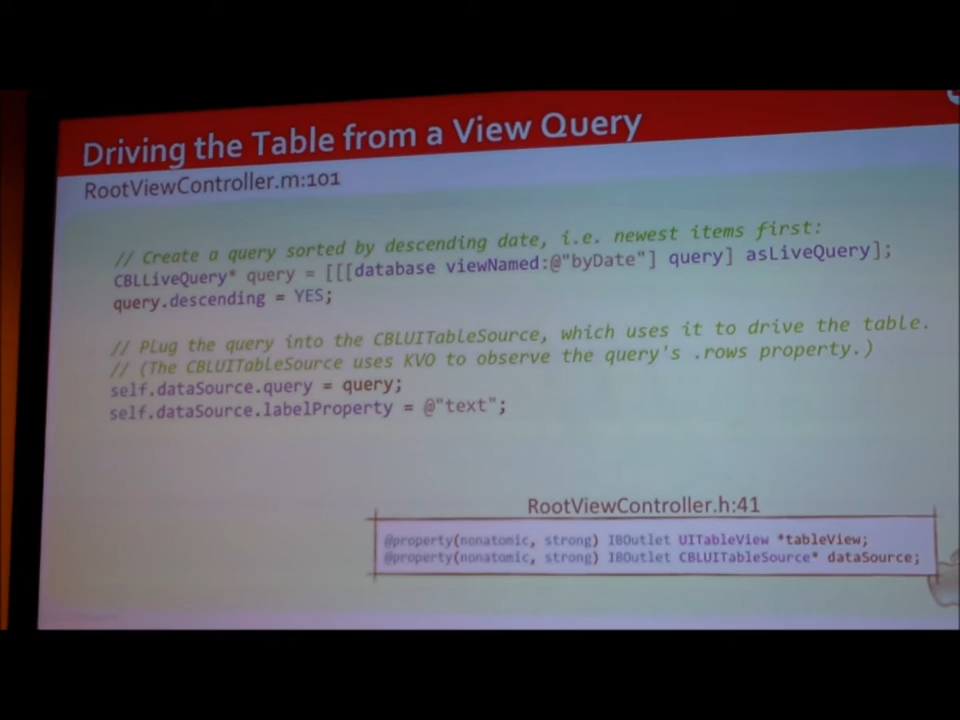 Driving the Table from a View Query
RootViewController.m:101
// Create a query sorted by descending date, i.e. newest items first:
CBLLiveQuery* query = [[[database viewNamed:@"byDate"] query] asLiveQuery];
query.descending = YES;
// Plug the query into the CBLUITableSource, which uses it to drive the table.
// (The CBLUITableSource uses KVO to observe the query's .rows property.)
self.dataSource.query = query;
self.dataSource.labelProperty = @"text";
RootViewController.h:41
@property(nonatomic, strong) IBOutlet UITableView *tableView;
@property(nonatomic, strong) IBOutlet CBLUITableSource* dataSource;